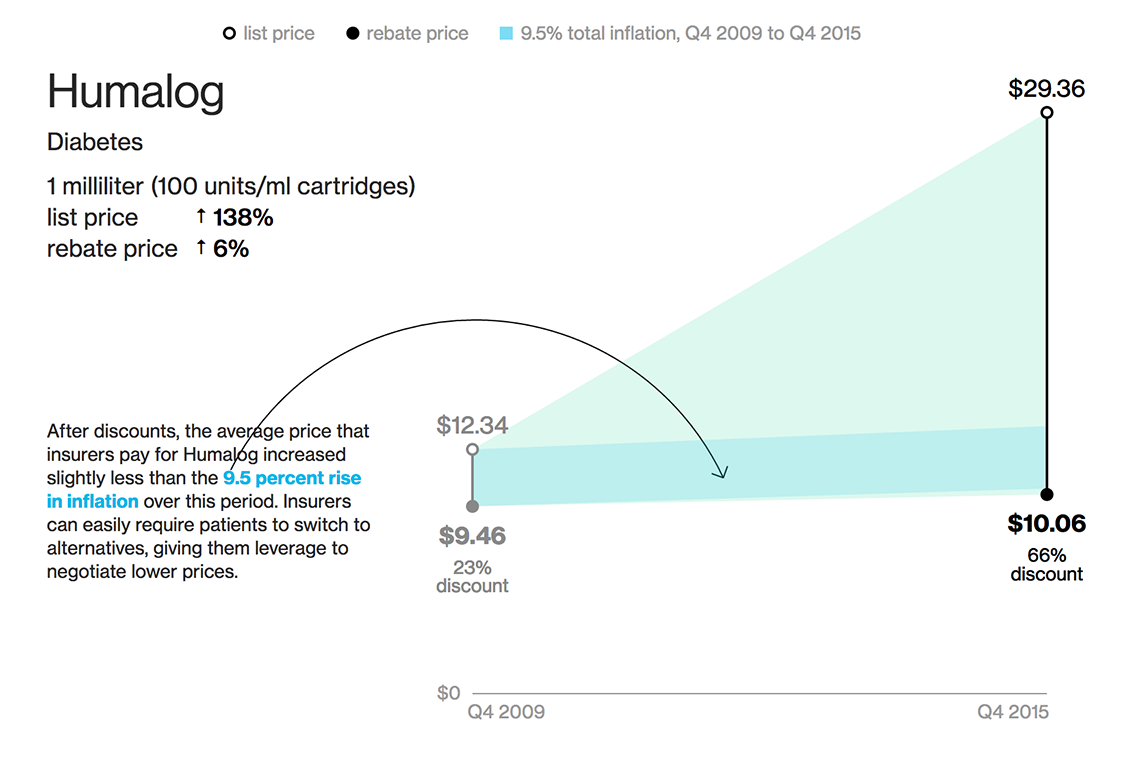 list price
rebate price
9.5% total inflation, Q4 2009 to Q4 2015
Humalog
Diabetes
1 milliliter (100 units/ml cartridges)
list price ↑ 138%
rebate price ↑ 6%
After discounts, the average price that
insurers pay for Humalog increased
slightly less than the 9.5 percent rise
in inflation over this period. Insurers
can easily require patients to switch to
alternatives, giving them leverage to
negotiate lower prices.
$12.34
$9.46
23%
discount
$29.36
$10.06
66%
discount
$0
Q4 2009
Q4 2015